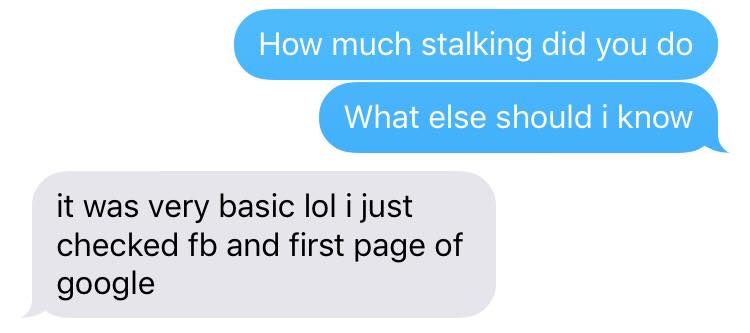 How much stalking did you do
What else should i know
it was very basic lol i just
checked fb and first page of
google